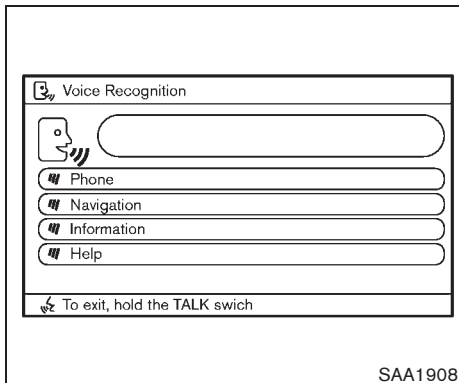 Voice Recognition
Phone
Navigation
Information
Help
To exit, hold the TALK swich
SAA1908